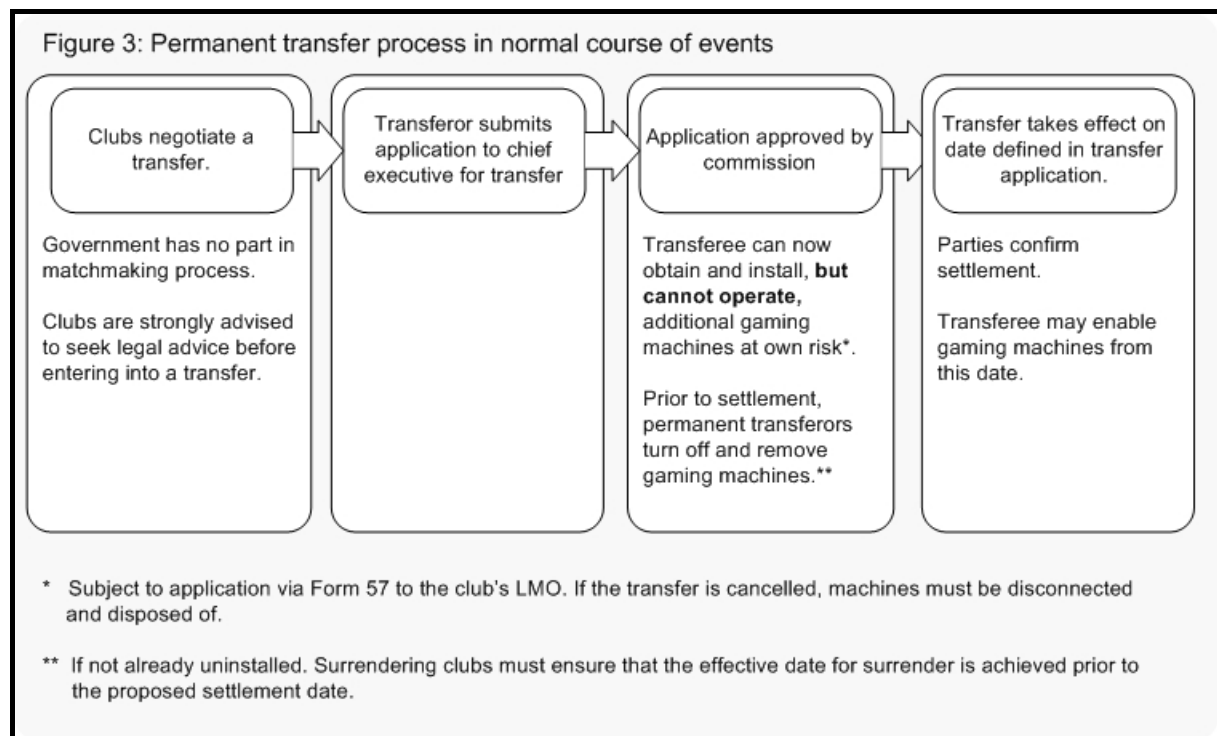 Figure 3: Permanent transfer process in normal course of events
Clubs negotiate a
transfer.
Government has no part in
matchmaking process.
Clubs are strongly advised
to seek legal advice before
entering into a transfer.
Transferor submits
application to chief
executive for transfer
Application approved by
commission
Transferee can now
obtain and install, but
cannot operate,
additional gaming
machines at own risk*.
Prior to settlement,
permanent transferors
turn off and remove
gaming machines.**
Transfer takes effect on
date defined in transfer
application.
Parties confirm
settlement.
Transferee may enable
gaming machines from
this date.
* Subject to application via Form 57 to the club's LMO. If the transfer is cancelled, machines must be disconnected
and disposed of.
** If not already uninstalled. Surrendering clubs must ensure that the effective date for surrender is achieved prior to
the proposed settlement date.